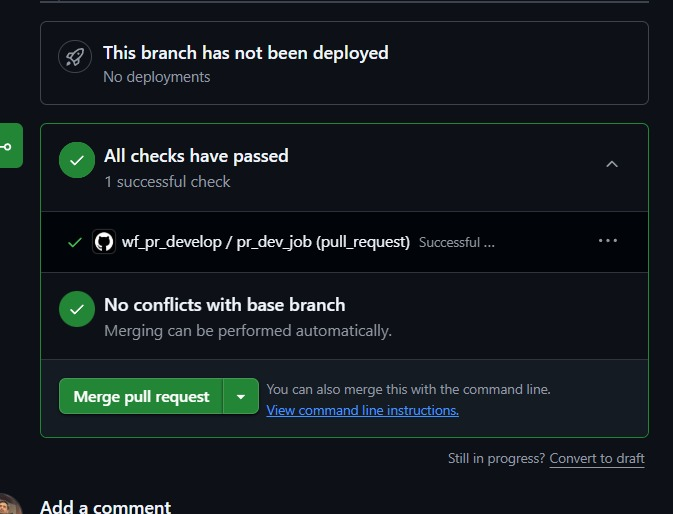 This branch has not been deployed
No deployments
All checks have passed
1 successful check
wf_pr_develop / pr_dev_job (pull_request) Successful ...
No conflicts with base branch
Merging can be performed automatically.
Merge pull request
You can also merge this with the command line.
View command line instructions.
Still in progress? Convert to draft
Add a comment